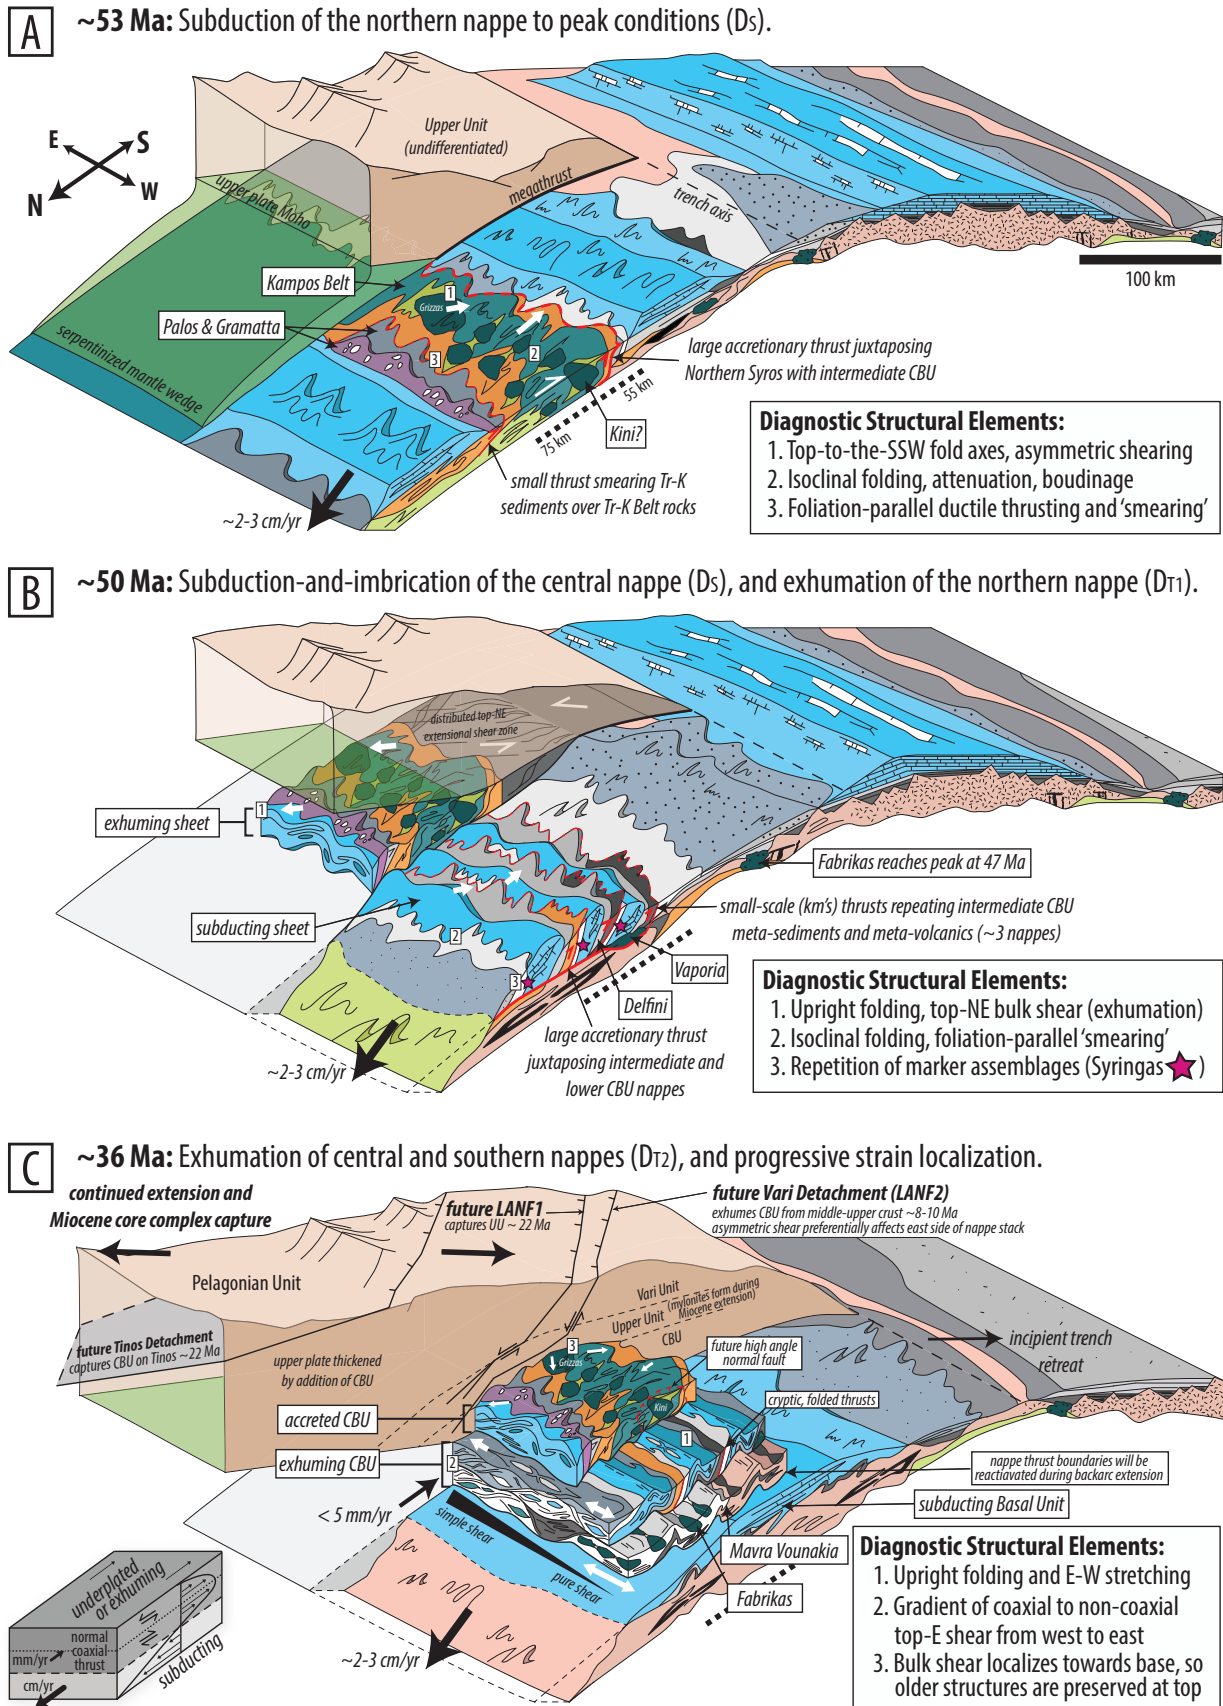 A
~53 Ma: Subduction of the northern nappe to peak conditions (Ds).
E
S
N
W
Upper Unit
(undifferentiated)
upper plate Moho
megathrust
trench axis
100 km
Kampos Belt
Grizzas
1
Palos & Gramatta
3
2
serpentinized mantle wedge
large accretionary thrust juxtaposing
Northern Syros with intermediate CBU
55 km
75 km
Kini?
small thrust smearing Tr-K
sediments over Tr-K Belt rocks
~2-3 cm/yr
Diagnostic Structural Elements:
1. Top-to-the-SSW fold axes, asymmetric shearing
2. Isoclinal folding, attenuation, boudinage
3. Foliation-parallel ductile thrusting and 'smearing'
B
~50 Ma: Subduction-and-imbrication of the central nappe (Ds), and exhumation of the northern nappe (DT1).
distributed top-NE
extensional shear zone
exhuming sheet
1
Fabrikas reaches peak at 47 Ma
subducting sheet
2
small-scale (km's) thrusts repeating intermediate CBU
meta-sediments and meta-volcanics (~3 nappes)
3
Vaporia
Delfini
large accretionary thrust
juxtaposing intermediate and
lower CBU nappes
~2-3 cm/yr
Diagnostic Structural Elements:
1. Upright folding, top-NE bulk shear (exhumation)
2. Isoclinal folding, foliation-parallel 'smearing'
3. Repetition of marker assemblages (Syringas )
C
~36 Ma: Exhumation of central and southern nappes (DT2), and progressive strain localization.
continued extension and
Miocene core complex capture
future LANF1
captures UU ~ 22 Ma
future Vari Detachment (LANF2)
exhumes CBU from middle-upper crust ~8-10 Ma
asymmetric shear preferentially affects east side of nappe stack
Pelagonian Unit
Vari Unit
(mylonites form during
Miocene extension)
Upper Unit
CBU
future Tinos Detachment
captures CBU on Tinos ~22 Ma
upper plate thickened
by addition of CBU
incipient trench
retreat
3
Grizzas
future high angle
normal fault
Kini
cryptic, folded thrusts
accreted CBU
1
exhuming CBU
2
nappe thrust boundaries will be
reactiavated during backarc extension
subducting Basal Unit
< 5 mm/yr
simple shear
pure shear
Mavra Vounakia
Fabrikas
~2-3 cm/yr
underplated
or exhuming
normal
coaxial
thrust
mm/yr
cm/yr
subducting
Diagnostic Structural Elements:
1. Upright folding and E-W stretching
2. Gradient of coaxial to non-coaxial
top-E shear from west to east
3. Bulk shear localizes towards base, so
older structures are preserved at top